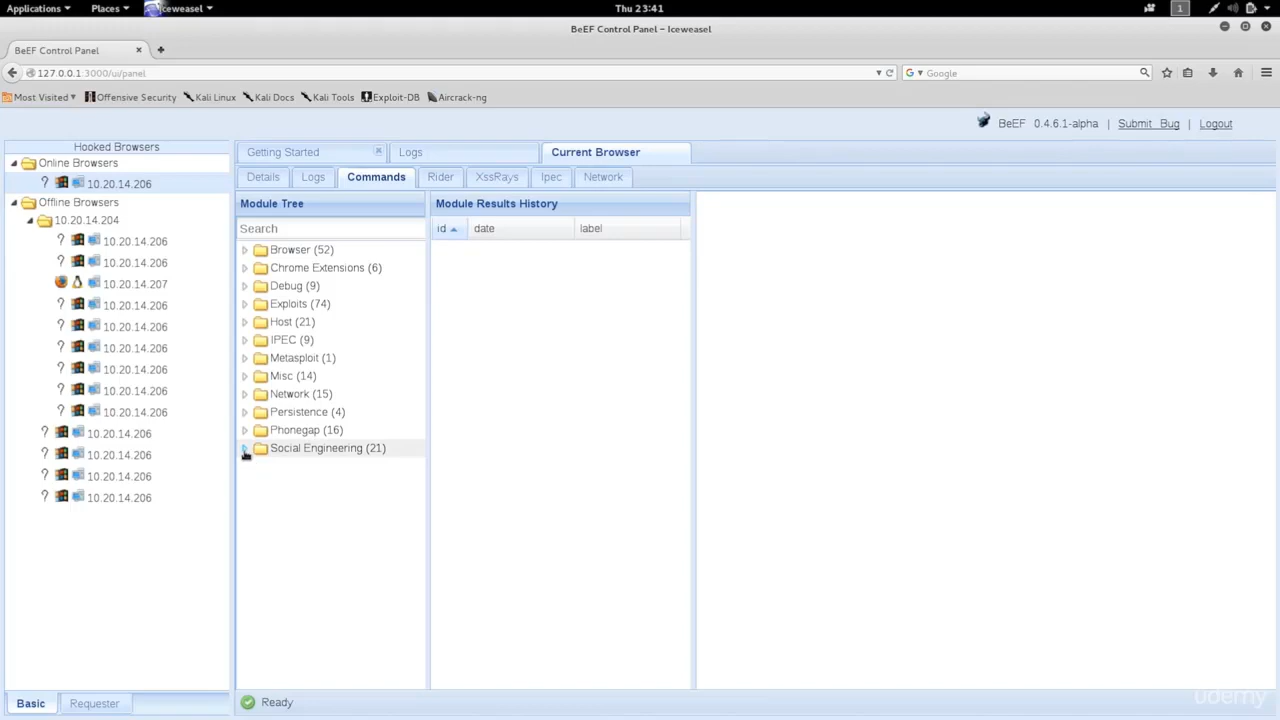 Applications Places Iceweasel Thu 23:41 1
BeEF Control Panel – Iceweasel
BeEF Control Panel
127.0.0.1:3000/ui/panel Google
Most Visited Offensive Security Kali Linux Kali Docs Kali Tools Exploit-DB Aircrack-ng
BeEF 0.4.6.1-alpha | Submit Bug | Logout
Hooked Browsers
Online Browsers
10.20.14.206
Offline Browsers
10.20.14.204
10.20.14.206
10.20.14.206
10.20.14.207
10.20.14.206
10.20.14.206
10.20.14.206
10.20.14.206
10.20.14.206
10.20.14.206
10.20.14.206
10.20.14.206
10.20.14.206
10.20.14.206
Basic Requester
Getting Started Logs Current Browser
Details Logs Commands Rider XssRays Ipec Network
Module Tree
Search
Browser (52)
Chrome Extensions (6)
Debug (9)
Exploits (74)
Host (21)
IPEC (9)
Metasploit (1)
Misc (14)
Network (15)
Persistence (4)
Phonegap (16)
Social Engineering (21)
Module Results History
id date label
Ready
udemy